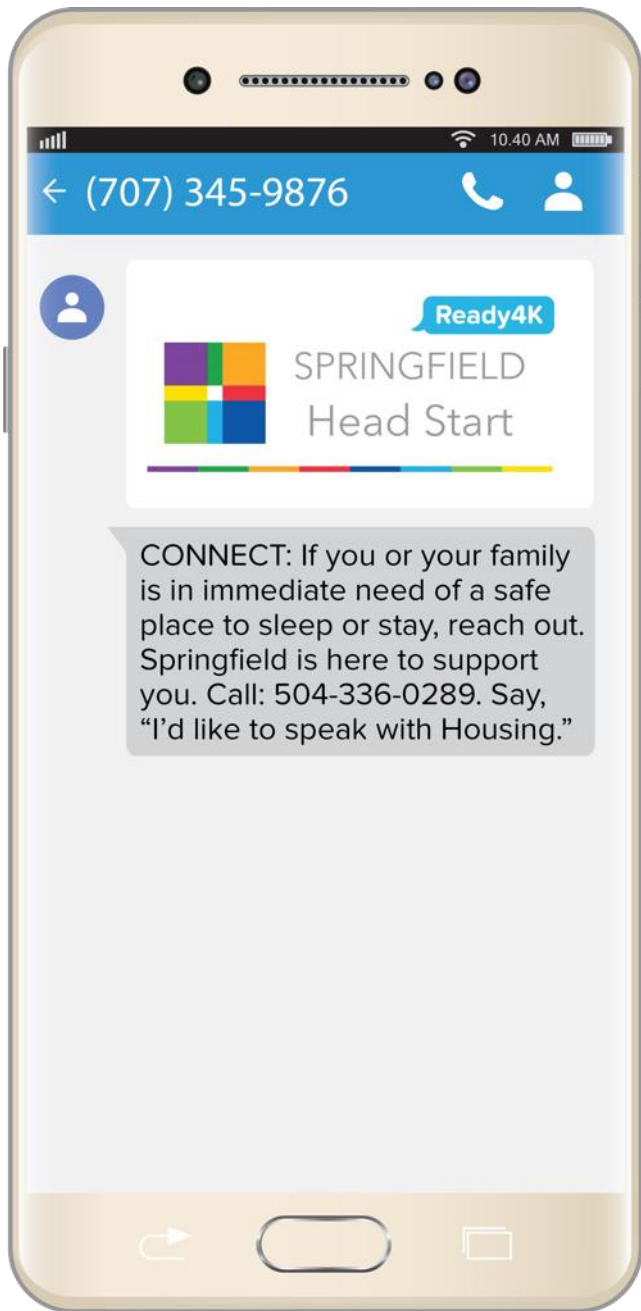 10.40 AM
(707) 345-9876
Ready4K
SPRINGFIELD
Head Start
CONNECT: If you or your family
is in immediate need of a safe
place to sleep or stay, reach out.
Springfield is here to support
you. Call: 504-336-0289. Say,
“I’d like to speak with Housing.”